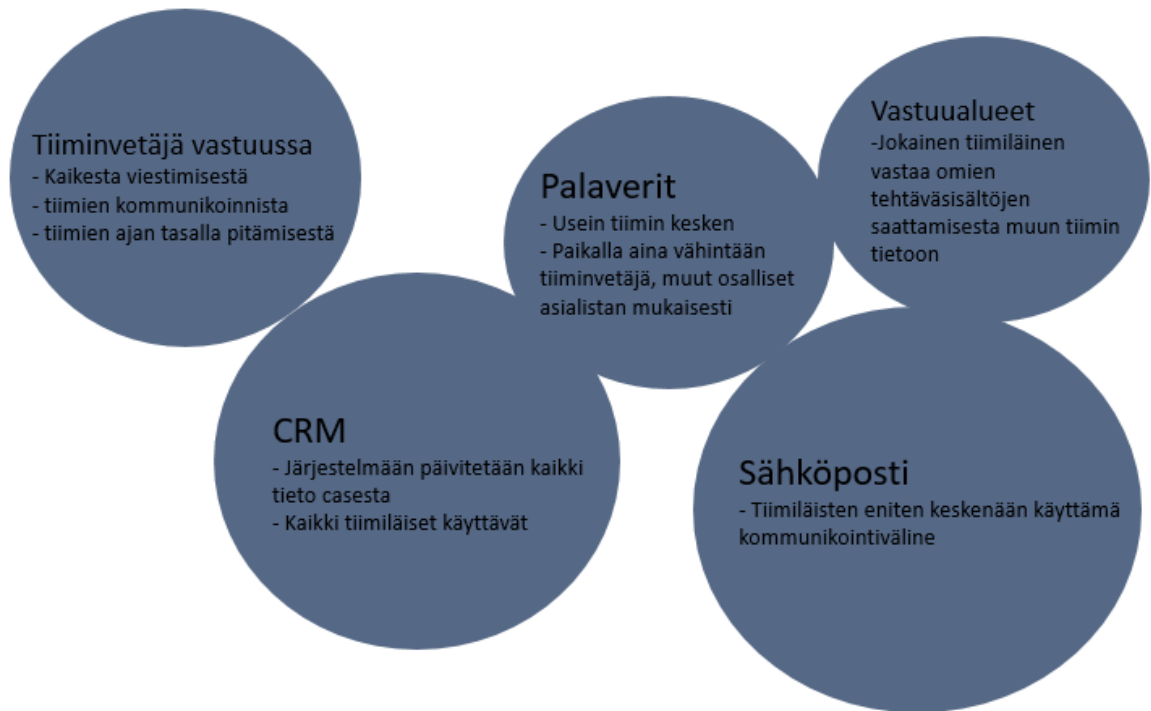 Tiiminvetäjä vastuussa
- Kaikesta viestimisestä
- tiimien kommunikoinnista
- tiimien ajan tasalla pitämisestä
CRM
- Järjestelmään päivitetään kaikki
tieto casesta
- Kaikki tiimiläiset käyttävät
Palaverit
- Usein tiimin kesken
- Paikalla aina vähintään
tiiminvetäjä, muut osalliset
asialistan mukaisesti
Vastuualueet
-Jokainen tiimiläinen
vastaa omien
tehtäväsisältöjen
saattamisesta muun tiimin
tietoon
Sähköposti
- Tiimiläisten eniten keskenään käyttämä
kommunikointiväline